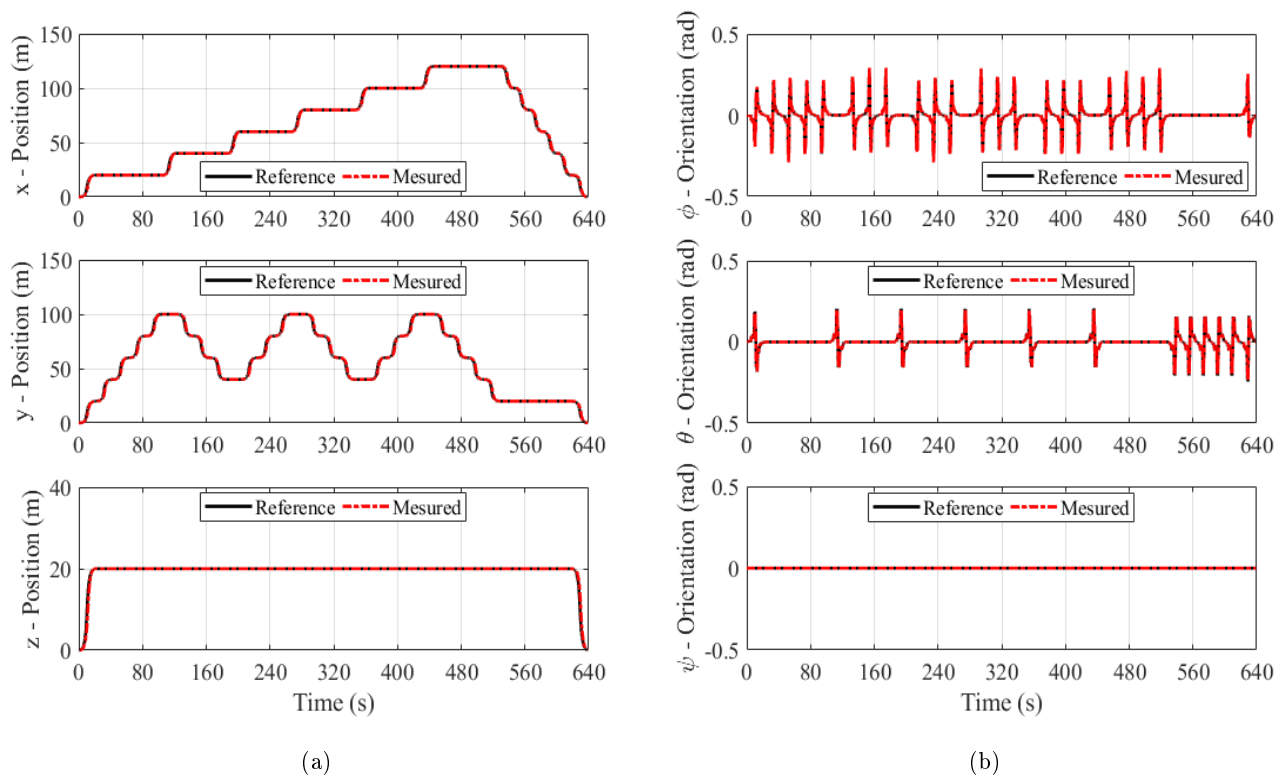 150
100
50
0
x - Position (m)
Reference
Mesured
0 80 160 240 320 400 480 560 640
150
100
50
0
y - Position (m)
Reference
Mesured
0 80 160 240 320 400 480 560 640
40
20
0
z - Position (m)
Reference
Mesured
0 80 160 240 320 400 480 560 640
Time (s)
(a)
0.5
0
-0.5
ϕ - Orientation (rad)
Reference
Mesured
0 80 160 240 320 400 480 560 640
0.5
0
-0.5
θ - Orientation (rad)
Reference
Mesured
0 80 160 240 320 400 480 560 640
0.5
0
-0.5
ψ - Orientation (rad)
Reference
Mesured
0 80 160 240 320 400 480 560 640
Time (s)
(b)